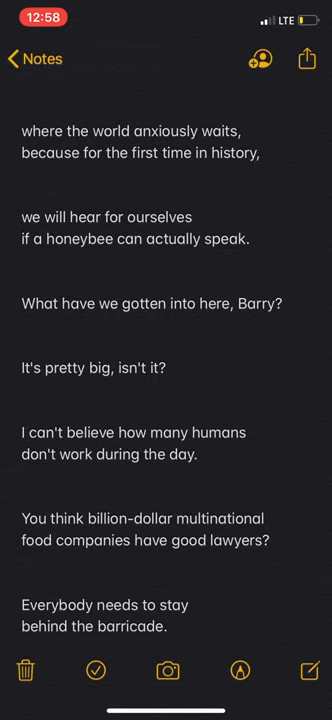 12:58
LTE
Notes
where the world anxiously waits,
because for the first time in history,
we will hear for ourselves
if a honeybee can actually speak.
What have we gotten into here, Barry?
It's pretty big, isn't it?
I can't believe how many humans
don't work during the day.
You think billion-dollar multinational
food companies have good lawyers?
Everybody needs to stay
behind the barricade.